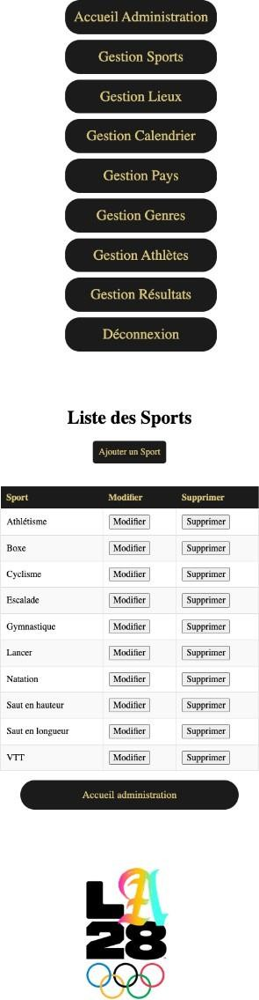 Accueil Administration
Gestion Sports
Gestion Lieux
Gestion Calendrier
Gestion Pays
Gestion Genres
Gestion Athlètes
Gestion Résultats
Déconnexion
Liste des Sports
Ajouter un Sport
Sport Modifier Supprimer
Athlétisme Modifier Supprimer
Boxe Modifier Supprimer
Cyclisme Modifier Supprimer
Escalade Modifier Supprimer
Gymnastique Modifier Supprimer
Lancer Modifier Supprimer
Natation Modifier Supprimer
Saut en hauteur Modifier Supprimer
Saut en longueur Modifier Supprimer
VTT Modifier Supprimer
Accueil administration
LA
28